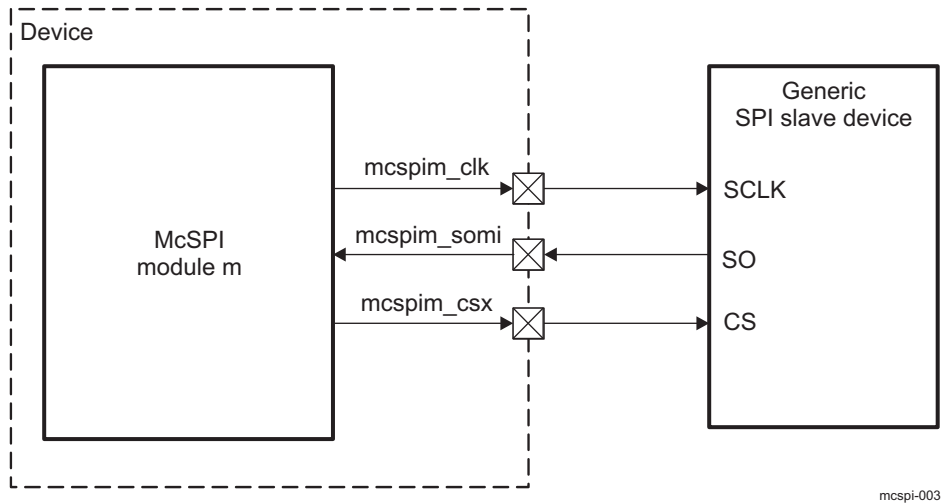 Device
Generic
SPI slave device
mcspim_clk
SCLK
McSPI
module m
mcspim_somi
SO
mcspim_csx
CS
mcspi-003